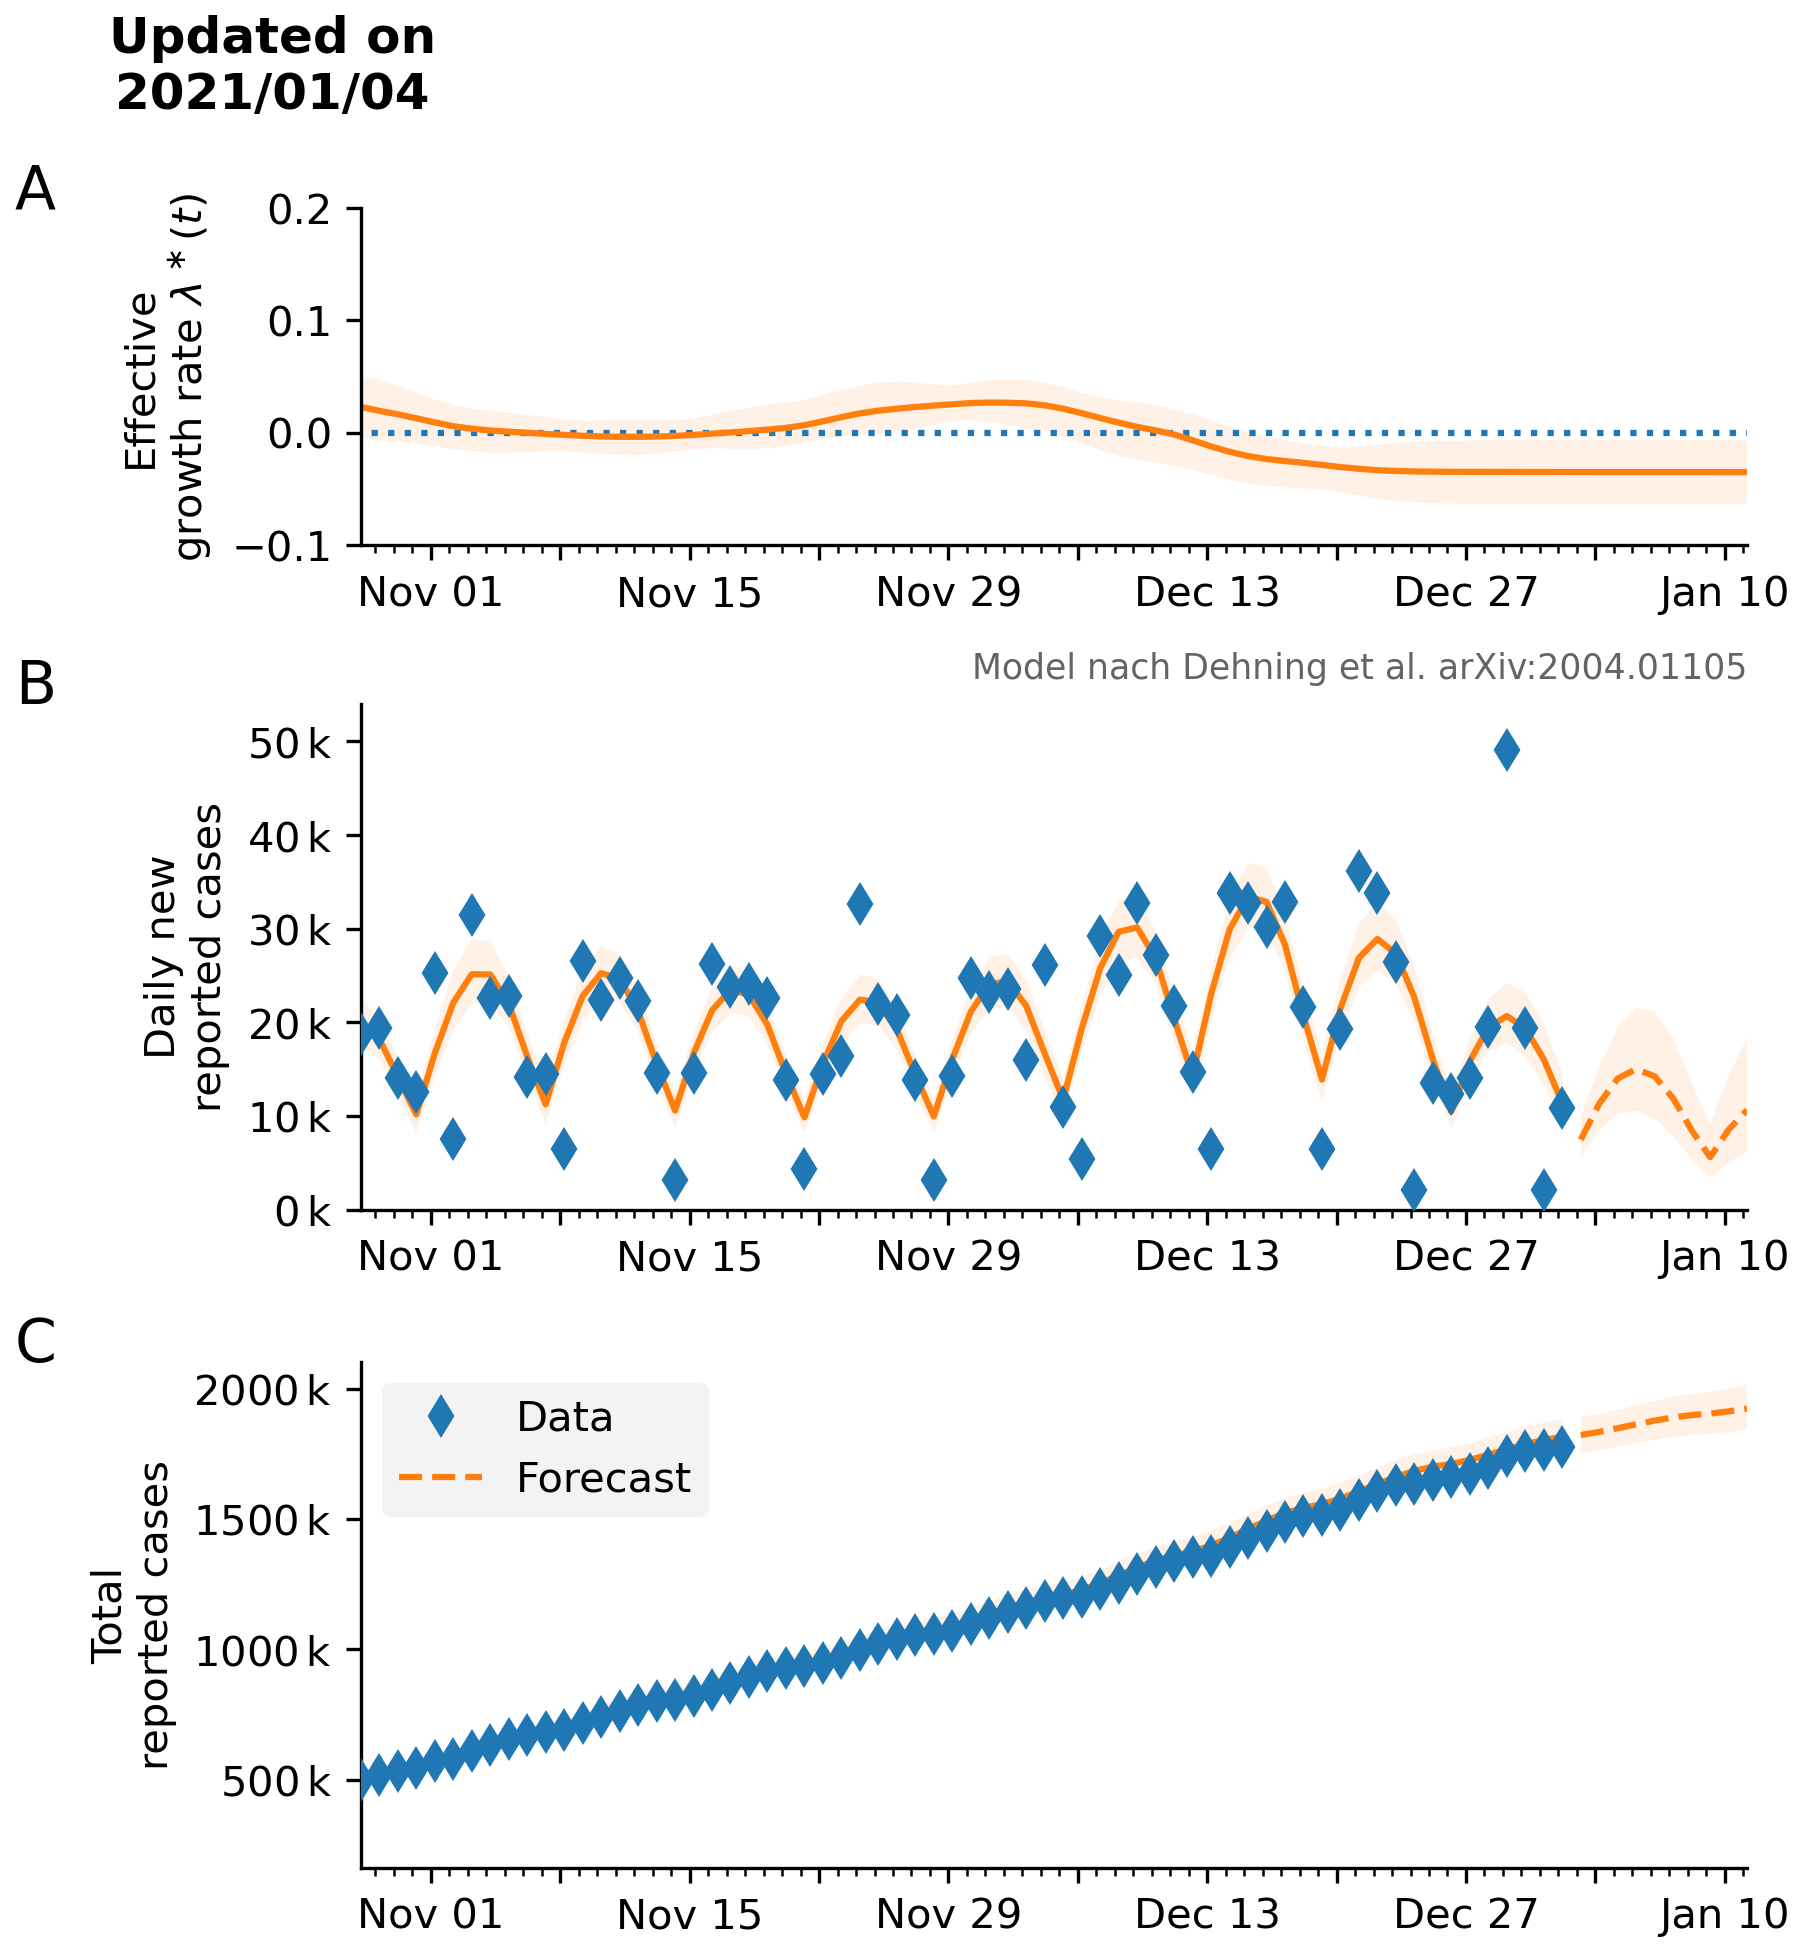 Updated on
2021/01/04
A
Effective
growth rate λ * (t)
0.2
0.1
0.0
−0.1
Nov 01
Nov 15
Nov 29
Dec 13
Dec 27
Jan 10
B
Model nach Dehning et al. arXiv:2004.01105
Daily new
reported cases
50 k
40 k
30 k
20 k
10 k
0 k
Nov 01
Nov 15
Nov 29
Dec 13
Dec 27
Jan 10
C
Total
reported cases
2000 k
1500 k
1000 k
500 k
Data
Forecast
Nov 01
Nov 15
Nov 29
Dec 13
Dec 27
Jan 10